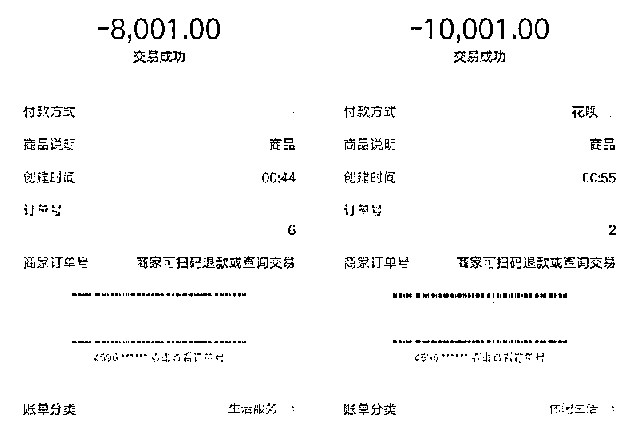 -8,001.00
交易成功
付款方式
商品说明 商品
创建时间 00:44
订单号
6
商家订单号 商家可扫码退款或查询交易
账单分类 生活服务 >
-10,001.00
交易成功
付款方式 花呗
商品说明 商品
创建时间 00:55
订单号
2
商家订单号 商家可扫码退款或查询交易
账单分类